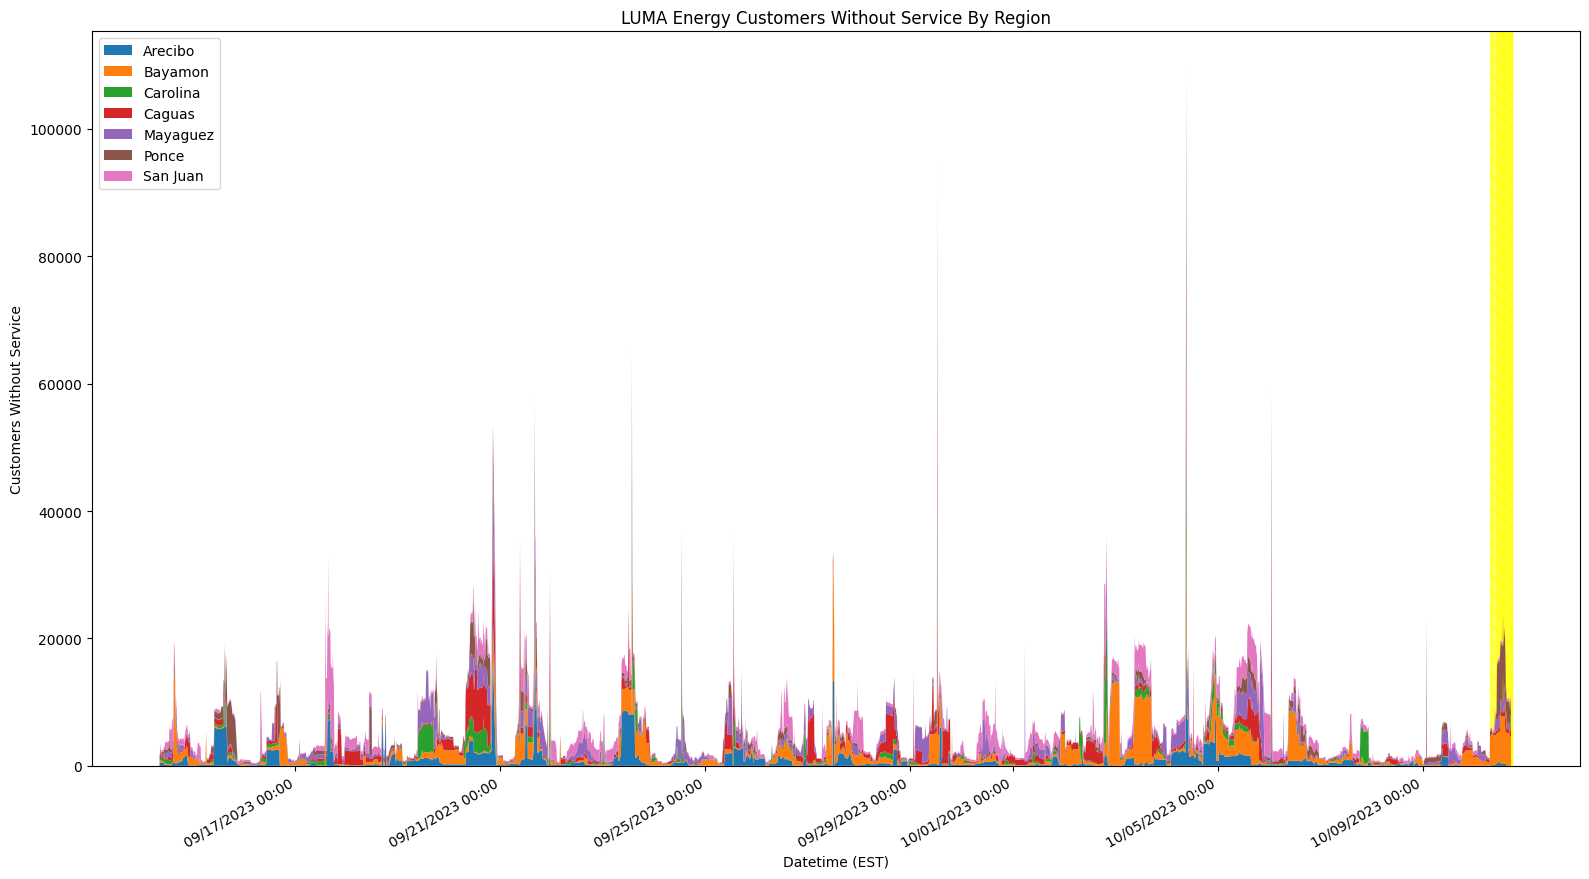 LUMA Energy Customers Without Service By Region
Arecibo
Bayamon
Carolina
Caguas
Mayaguez
Ponce
San Juan
100000
80000
60000
40000
20000
0
Customers Without Service
09/17/2023 00:00
09/21/2023 00:00
09/25/2023 00:00
09/29/2023 00:00
10/01/2023 00:00
10/05/2023 00:00
10/09/2023 00:00
Datetime (EST)